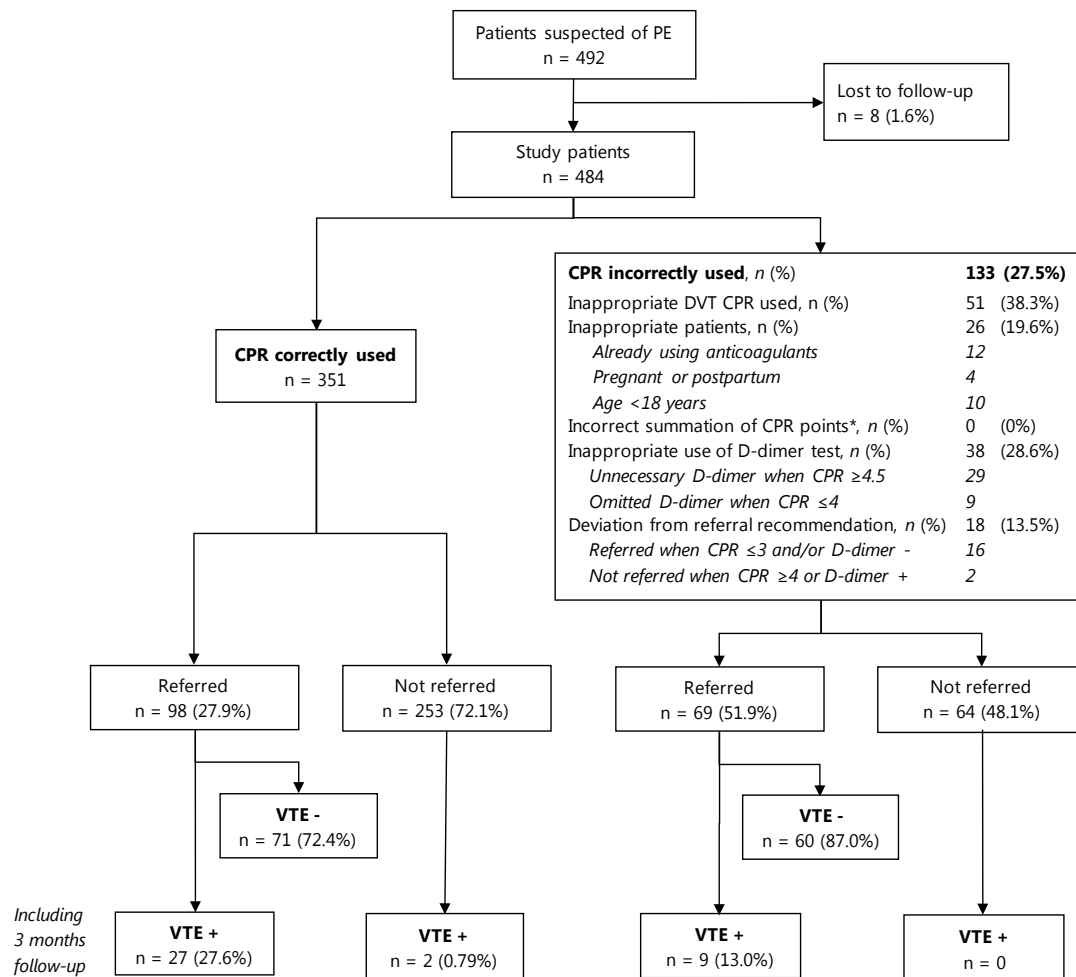 Patients suspected of PE
n = 492
Lost to follow-up
n = 8 (1.6%)
Study patients
n = 484
CPR correctly used
n = 351
CPR incorrectly used, n (%) 133 (27.5%)
Inappropriate DVT CPR used, n (%) 51 (38.3%)
Inappropriate patients, n (%) 26 (19.6%)
Already using anticoagulants 12
Pregnant or postpartum 4
Age <18 years 10
Incorrect summation of CPR points*, n (%) 0 (0%)
Inappropriate use of D-dimer test, n (%) 38 (28.6%)
Unnecessary D-dimer when CPR ≥4.5 29
Omitted D-dimer when CPR ≤4 9
Deviation from referral recommendation, n (%) 18 (13.5%)
Referred when CPR ≤3 and/or D-dimer - 16
Not referred when CPR ≥4 or D-dimer + 2
Referred
n = 98 (27.9%)
Not referred
n = 253 (72.1%)
Referred
n = 69 (51.9%)
Not referred
n = 64 (48.1%)
VTE -
n = 71 (72.4%)
VTE -
n = 60 (87.0%)
Including
3 months
follow-up
VTE +
n = 27 (27.6%)
VTE +
n = 2 (0.79%)
VTE +
n = 9 (13.0%)
VTE +
n = 0